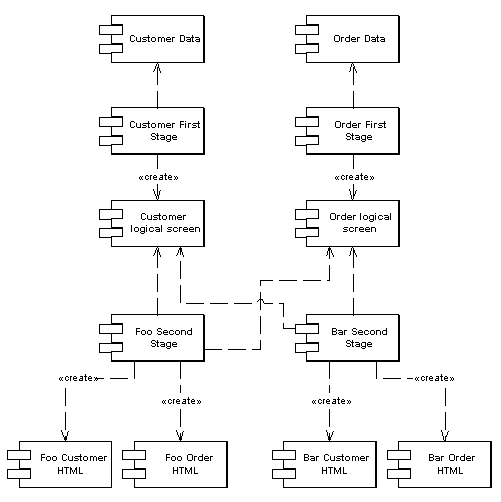 Customer Data
Order Data
Customer First
Stage
Order First
Stage
«create»
«create»
Customer
logical screen
Order logical
screen
Foo Second
Stage
Bar Second
Stage
«create»
«create»
«create»
«create»
Foo Customer
HTML
Foo Order
HTML
Bar Customer
HTML
Bar Order
HTML